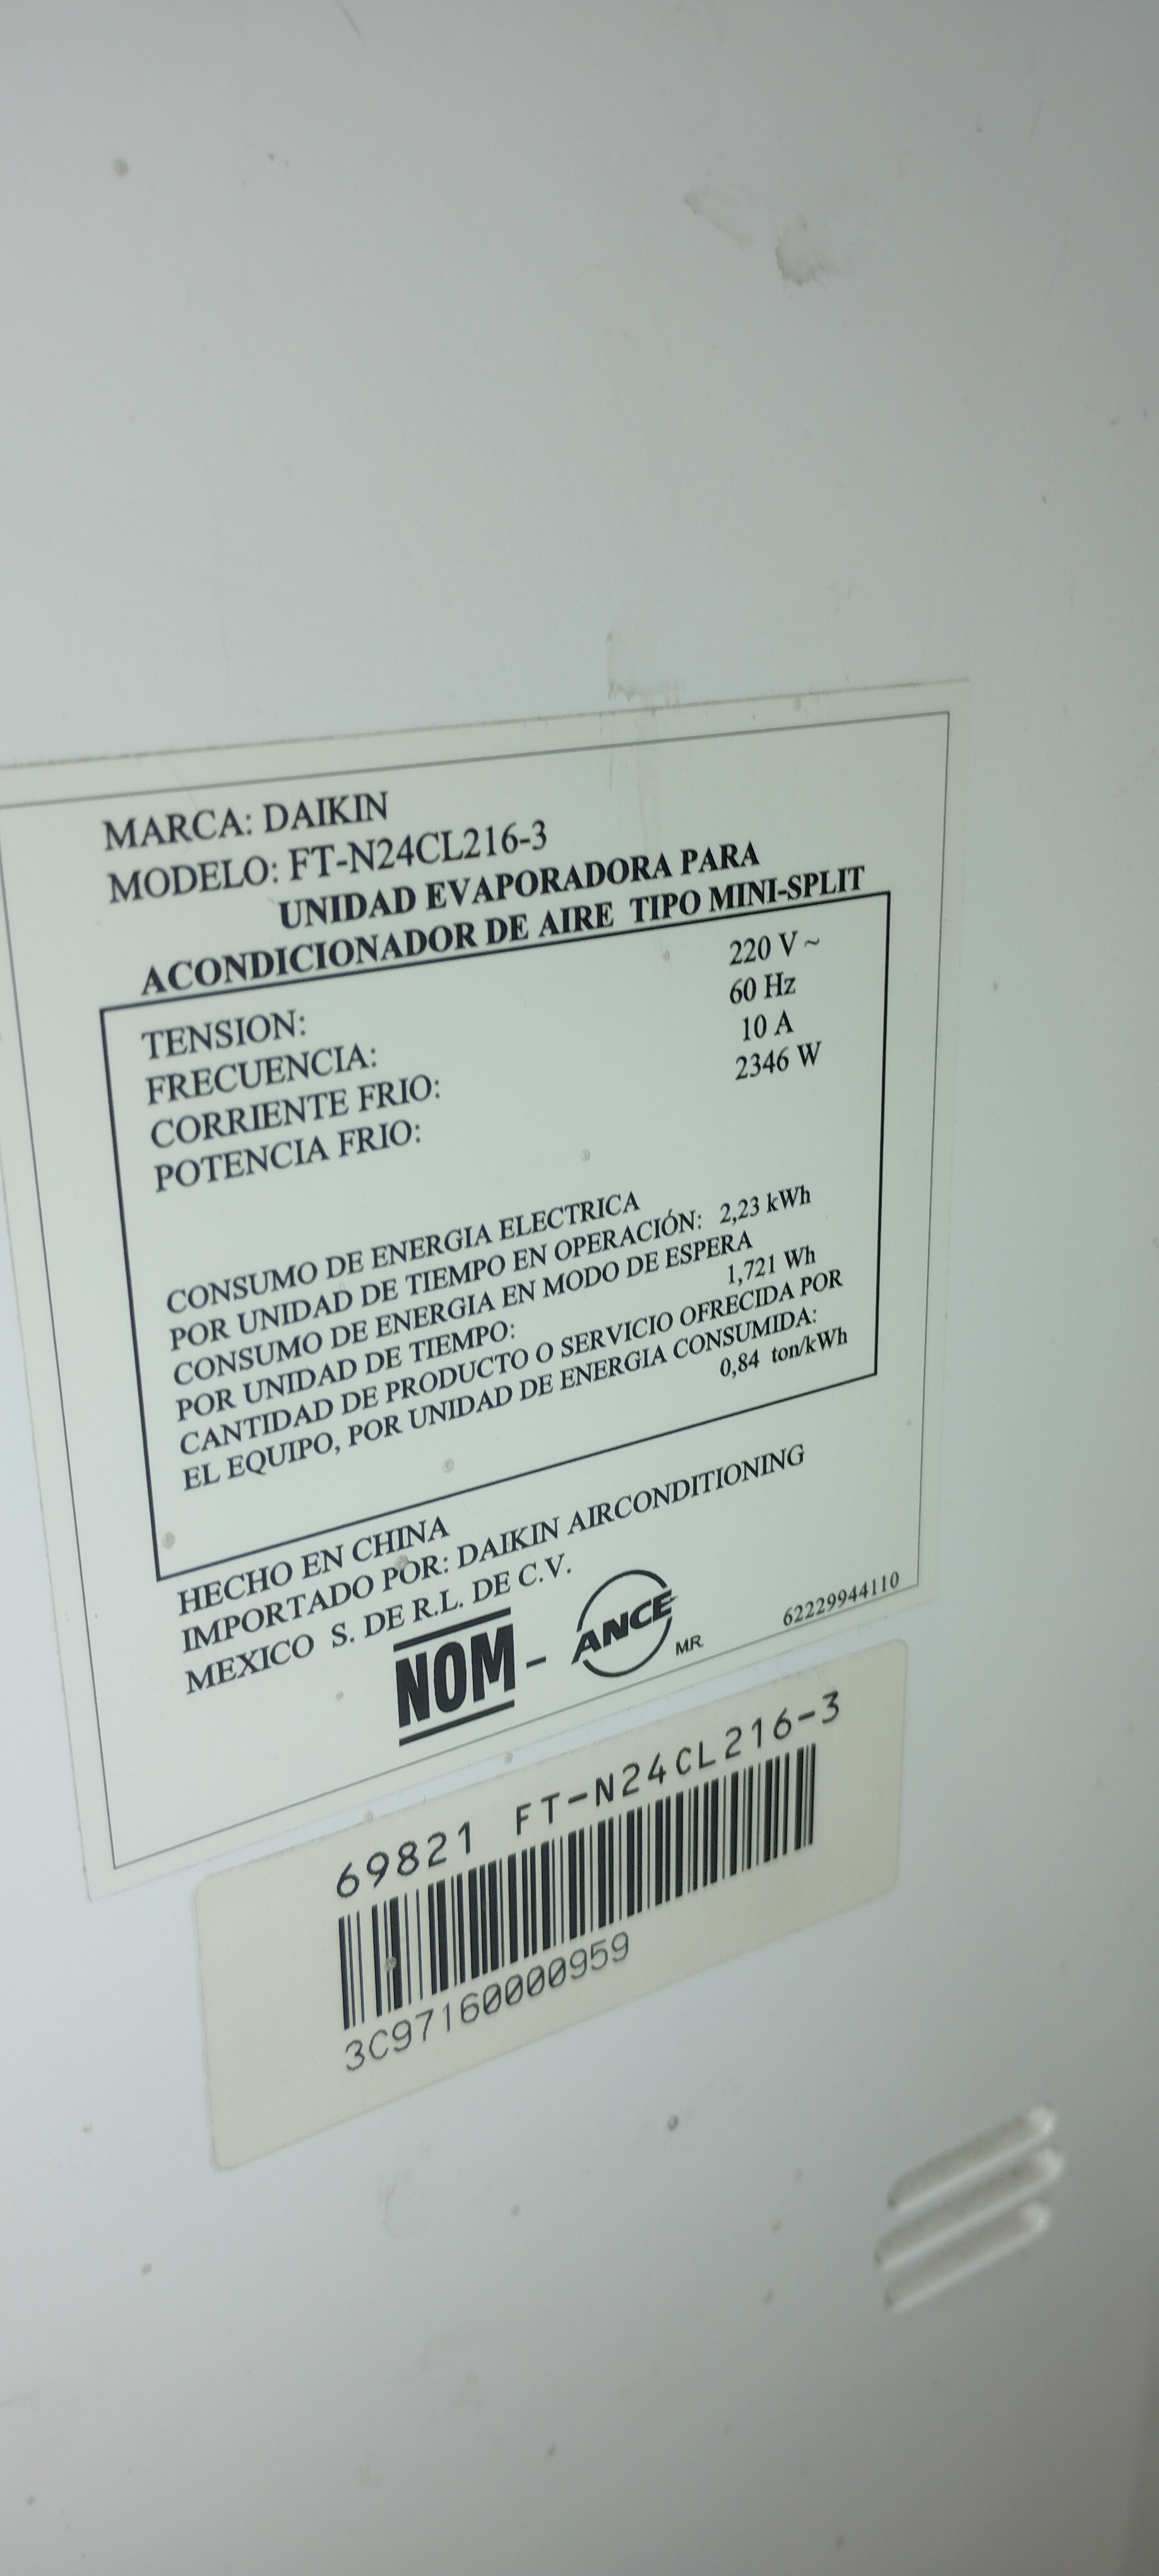 MARCA: DAIKIN
MODELO: FT-N24CL216-3
UNIDAD EVAPORADORA PARA
ACONDICIONADOR DE AIRE TIPO MINI-SPLIT
TENSION: 220 V ~
FRECUENCIA: 60 Hz
CORRIENTE FRIO: 10 A
POTENCIA FRIO: 2346 W
CONSUMO DE ENERGIA ELECTRICA
POR UNIDAD DE TIEMPO EN OPERACIÓN: 2,23 kWh
CONSUMO DE ENERGIA EN MODO DE ESPERA
POR UNIDAD DE TIEMPO: 1,721 Wh
CANTIDAD DE PRODUCTO O SERVICIO OFRECIDA POR
EL EQUIPO, POR UNIDAD DE ENERGIA CONSUMIDA:
0,84 ton/kWh
HECHO EN CHINA
IMPORTADO POR: DAIKIN AIRCONDITIONING
MEXICO S. DE R.L. DE C.V.
NOM - ANCE MR
62229944110
69821 FT-N24CL216-3
3C97160000959